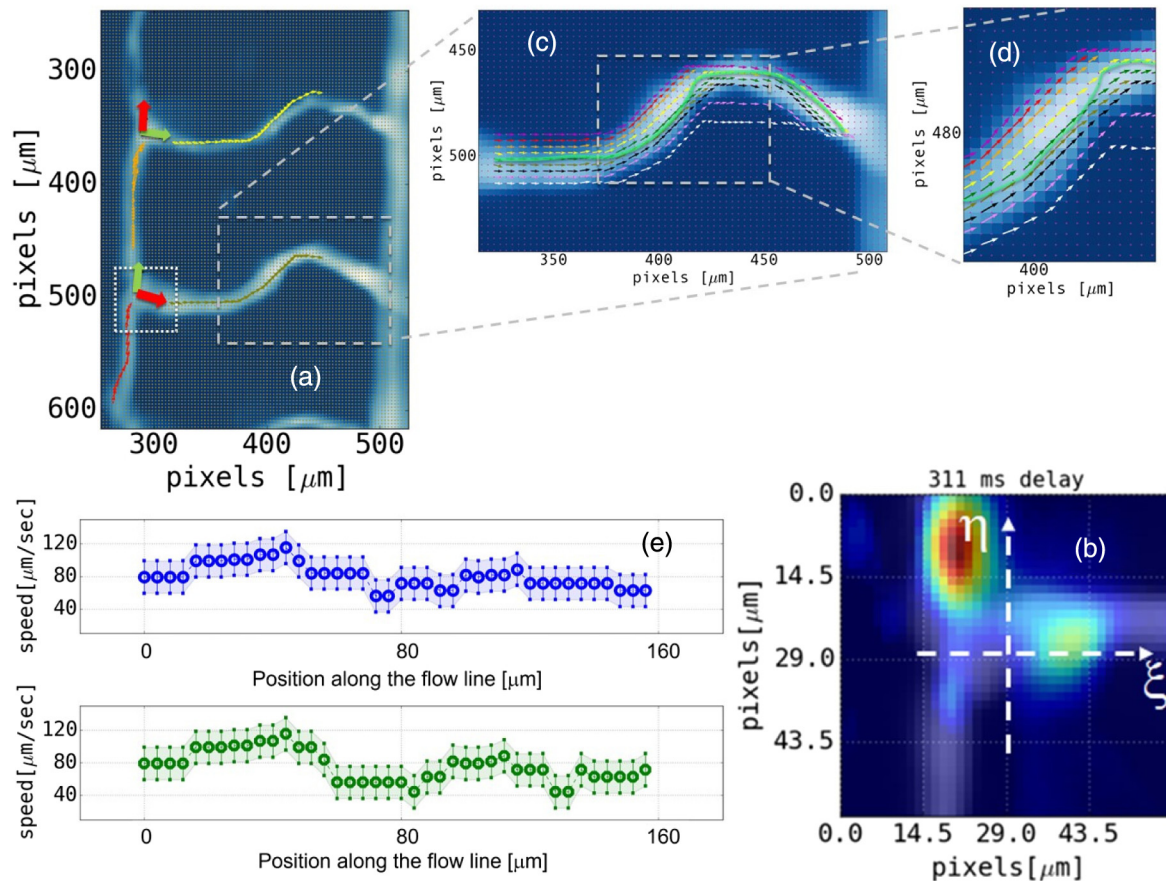 300
400
500
600
pixels [μm]
300 400 500
pixels [μm]
(a)
450
500
pixels [μm]
350 400 450 500
pixels [μm]
(c)
480
pixels [μm]
400
pixels [μm]
(d)
speed[μm/sec]
120
80
40
(e)
0 80 160
Position along the flow line [μm]
speed[μm/sec]
120
80
40
0 80 160
Position along the flow line [μm]
311 ms delay
0.0
14.5
29.0
43.5
pixels[μm]
η
(b)
ξ
0.0 14.5 29.0 43.5
pixels[μm]